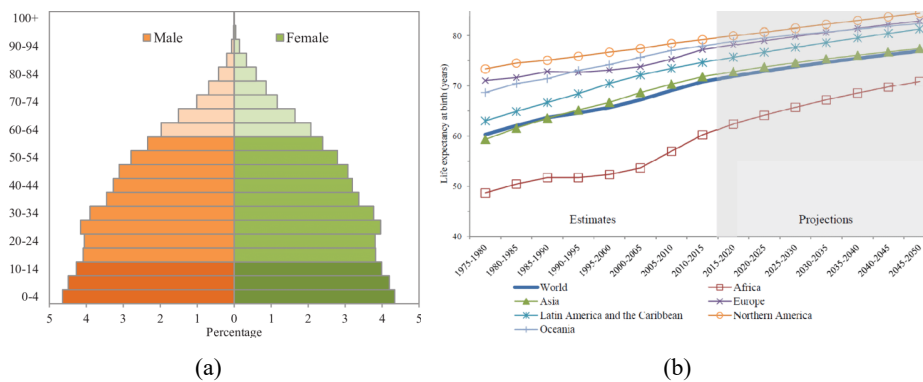 100+
90-94
80-84
70-74
60-64
50-54
40-44
30-34
20-24
10-14
0-4
Male
Female
5 4 3 2 1 0 1 2 3 4 5
Percentage
(a)
Life expectancy at birth (years)
80
70
60
50
40
Estimates
Projections
1975-1980
1980-1985
1985-1990
1990-1995
1995-2000
2000-2005
2005-2010
2010-2015
2015-2020
2020-2025
2025-2030
2030-2035
2035-2040
2040-2045
2045-2050
World
Africa
Asia
Europe
Latin America and the Caribbean
Northern America
Oceania
(b)